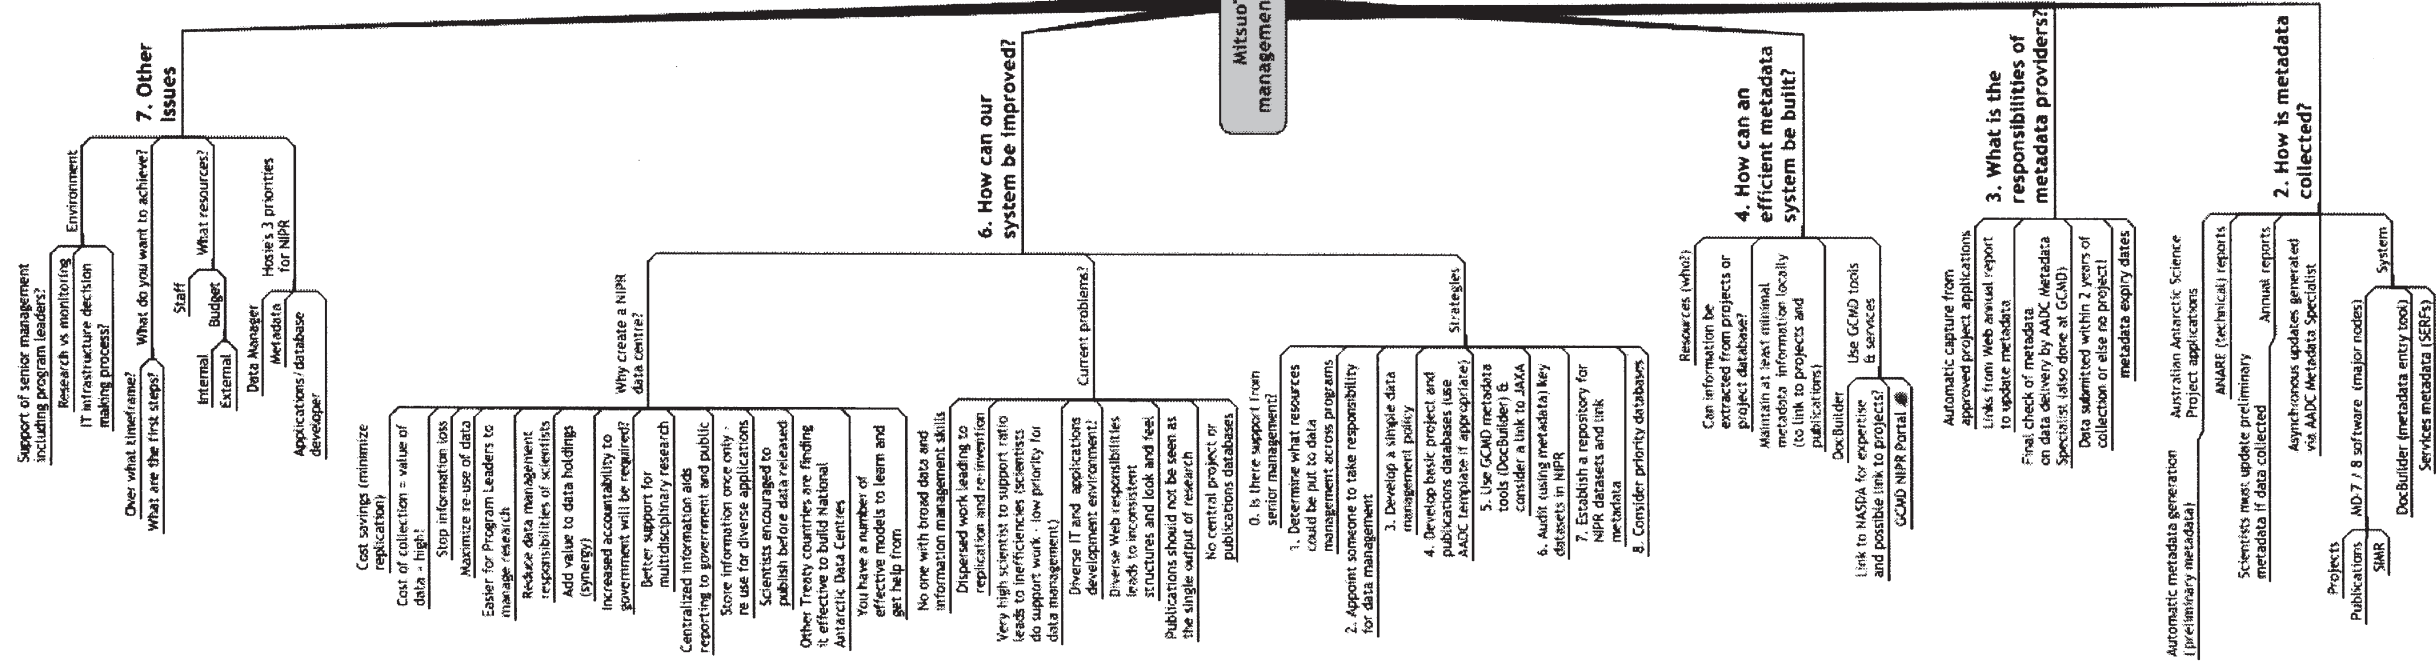 Mitsuo
managemen
7. Other
Issues
Environment
Support of senior management
including program leaders?
Research vs monitoring
IT infrastructure decision
making process?
What do you want to achieve?
Over what timeframe?
What are the first steps?
What resources?
Staff
Budget
Internal
External
Hosie's 3 priorities
for NIPR
Data Manager
Metadata
Applications/database
developer
6. How can our
system be improved?
Why create a NIPR
data centre?
Cost savings (minimize
replication)
Cost of collection = value of
data = high!
Stop information loss
Maximize re-use of data
Easier for Program Leaders to
manage research
Reduce data management
responsibilities of scientists
Add value to data holdings
(synergy)
Increased accountability to
government will be required?
Better support for
multidisciplinary research
Centralized information aids
reporting to government and public
Store information once only -
re use for diverse applications
Scientists encouraged to
publish before data released
Other Treaty countries are finding
it effective to build National
Antarctic Data Centres
You have a number of
effective models to learn and
get help from
Current problems?
No one with broad data and
information management skills
Dispersed work leading to
replication and re-invention
Very high scientist to support ratio
leads to inefficiencies (scientists
do support work - low priority for
data management)
Diverse IT and applications
development environment?
Diverse Web responsibilities
leads to inconsistent
structures and look and feel
Publications should not be seen as
the single output of research
No central project or
publications databases
Strategies
0. Is there support from
senior management?
1. Determine what resources
could be put to data
management across programs
2. Appoint someone to take responsibility
for data management
3. Develop a simple data
management policy
4. Develop basic project and
publications databases (use
AADC template if appropriate)
5. Use GCMD metadata
tools (DocBuilder) &
consider a link to JAXA
6. Audit (using metadata) key
datasets in NIPR
7. Establish a repository for
NIPR datasets and link
metadata
8. Consider priority databases
4. How can an
efficient metadata
system be built?
Resources (who?)
Can information be
extracted from projects or
project database?
Maintain at least minimal
metadata information locally
(to link to projects and
publications)
Use GCMD tools
& services
DocBuilder
Link to NASDA for expertise
and possible link to projects?
GCMD NIPR Portal
3. What is the
responsibilities of
metadata providers?
Automatic capture from
approved project applications
Links from Web annual report
to update metadata
Final check of metadata
on data delivery by AADC Metadata
Specialist (also done at GCMD)
Data submitted within 2 years of
collection or else no project!
metadata expiry dates
2. How is metadata
collected?
Australian Antarctic Science
Project applications
Automatic metadata generation
(preliminary metadata)
ANARE (technical) reports
Annual reports
Scientists must update preliminary
metadata if data collected
Asynchronous updates generated
via AADC Metadata Specialist
System
MD-7 / 8 software (major nodes)
Projects
Publications
SIMR
DocBuilder (metadata entry tool)
Services metadata (SERFs)